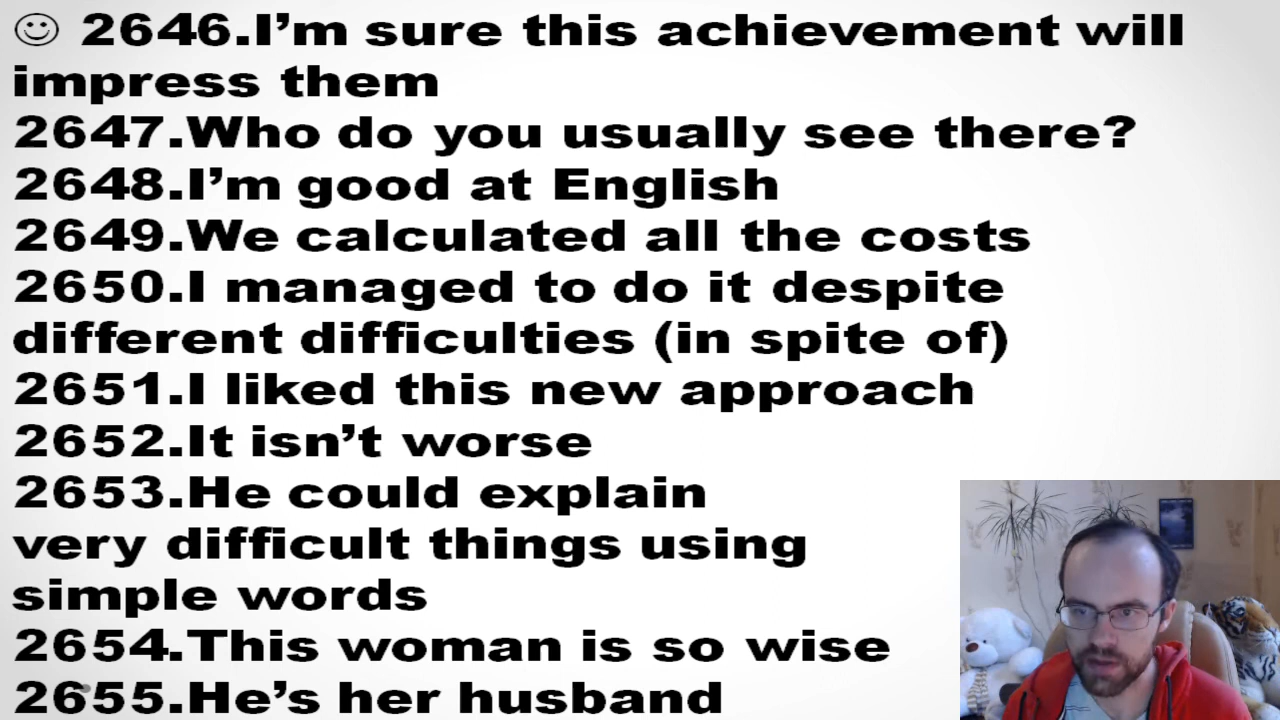 ☺ 2646.I’m sure this achievement will
impress them
2647.Who do you usually see there?
2648.I’m good at English
2649.We calculated all the costs
2650.I managed to do it despite
different difficulties (in spite of)
2651.I liked this new approach
2652.It isn’t worse
2653.He could explain
very difficult things using
simple words
2654.This woman is so wise
2655.He’s her husband